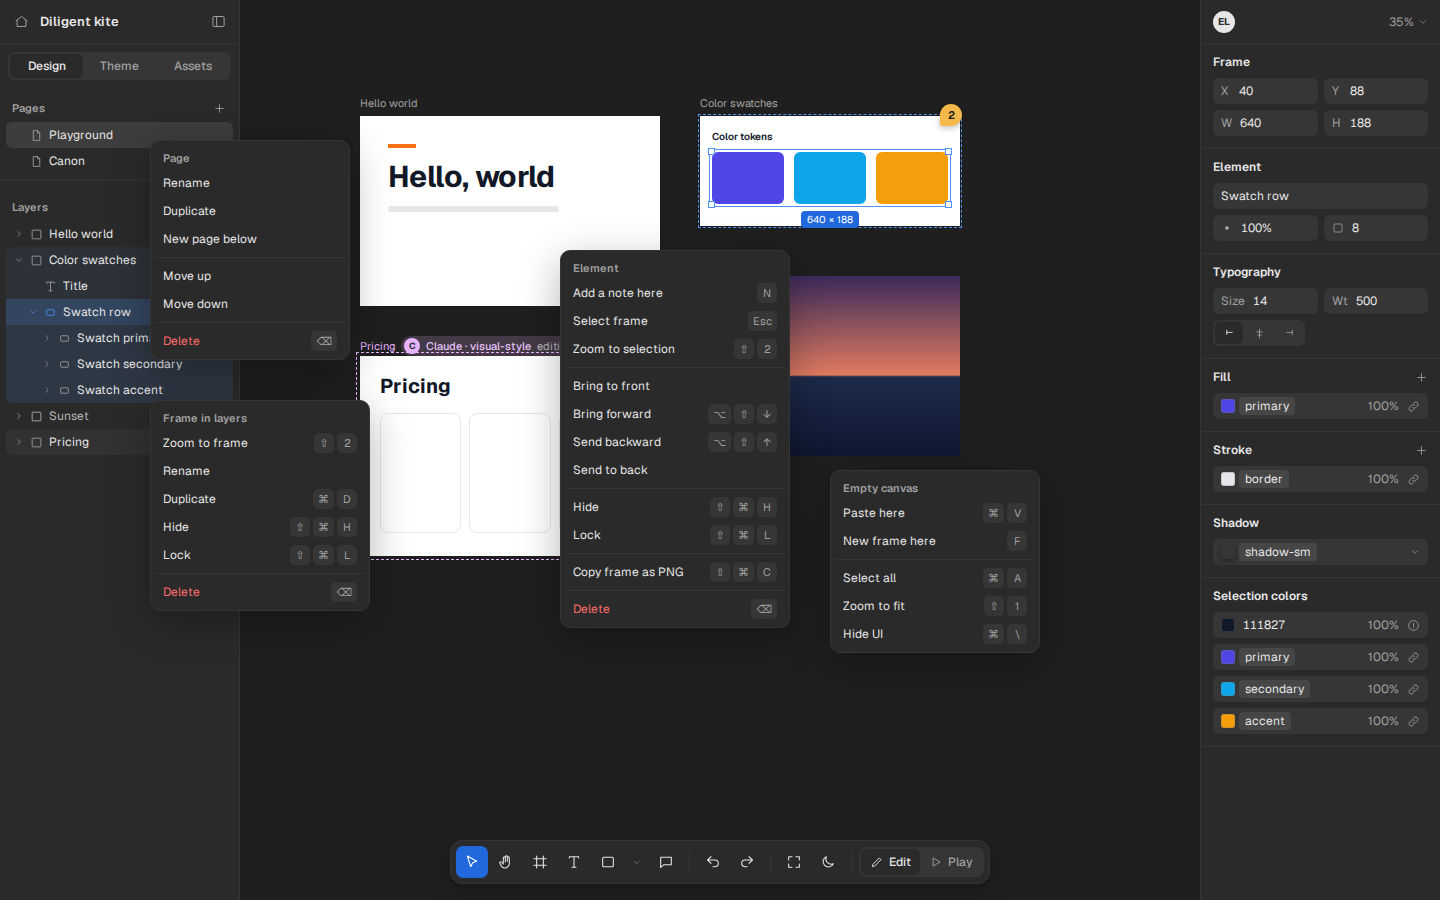 Diligent kite
Design Theme Assets
Pages
Playground
Canon
Layers
Hello world
Color swatches
Title
Swatch row
Swatch prim
Swatch secondary
Swatch accent
Sunset
Pricing
Page
Rename
Duplicate
New page below
Move up
Move down
Delete ⌫
Frame in layers
Zoom to frame ⇧ 2
Rename
Duplicate ⌘ D
Hide ⇧ ⌘ H
Lock ⇧ ⌘ L
Delete ⌫
Hello world
Hello, world
Color swatches
2
Color tokens
640 × 188
Pricing C Claude · visual-style editi
Pricing
Element
Add a note here N
Select frame Esc
Zoom to selection ⇧ 2
Bring to front
Bring forward ⌥ ⇧ ↓
Send backward ⌥ ⇧ ↑
Send to back
Hide ⇧ ⌘ H
Lock ⇧ ⌘ L
Copy frame as PNG ⇧ ⌘ C
Delete ⌫
Empty canvas
Paste here ⌘ V
New frame here F
Select all ⌘ A
Zoom to fit ⇧ 1
Hide UI ⌘ \
Edit Play
EL 35%
Frame
X 40 Y 88
W 640 H 188
Element
Swatch row
100% 8
Typography
Size 14 Wt 500
Fill
primary 100%
Stroke
border 100%
Shadow
shadow-sm
Selection colors
111827 100%
primary 100%
secondary 100%
accent 100%